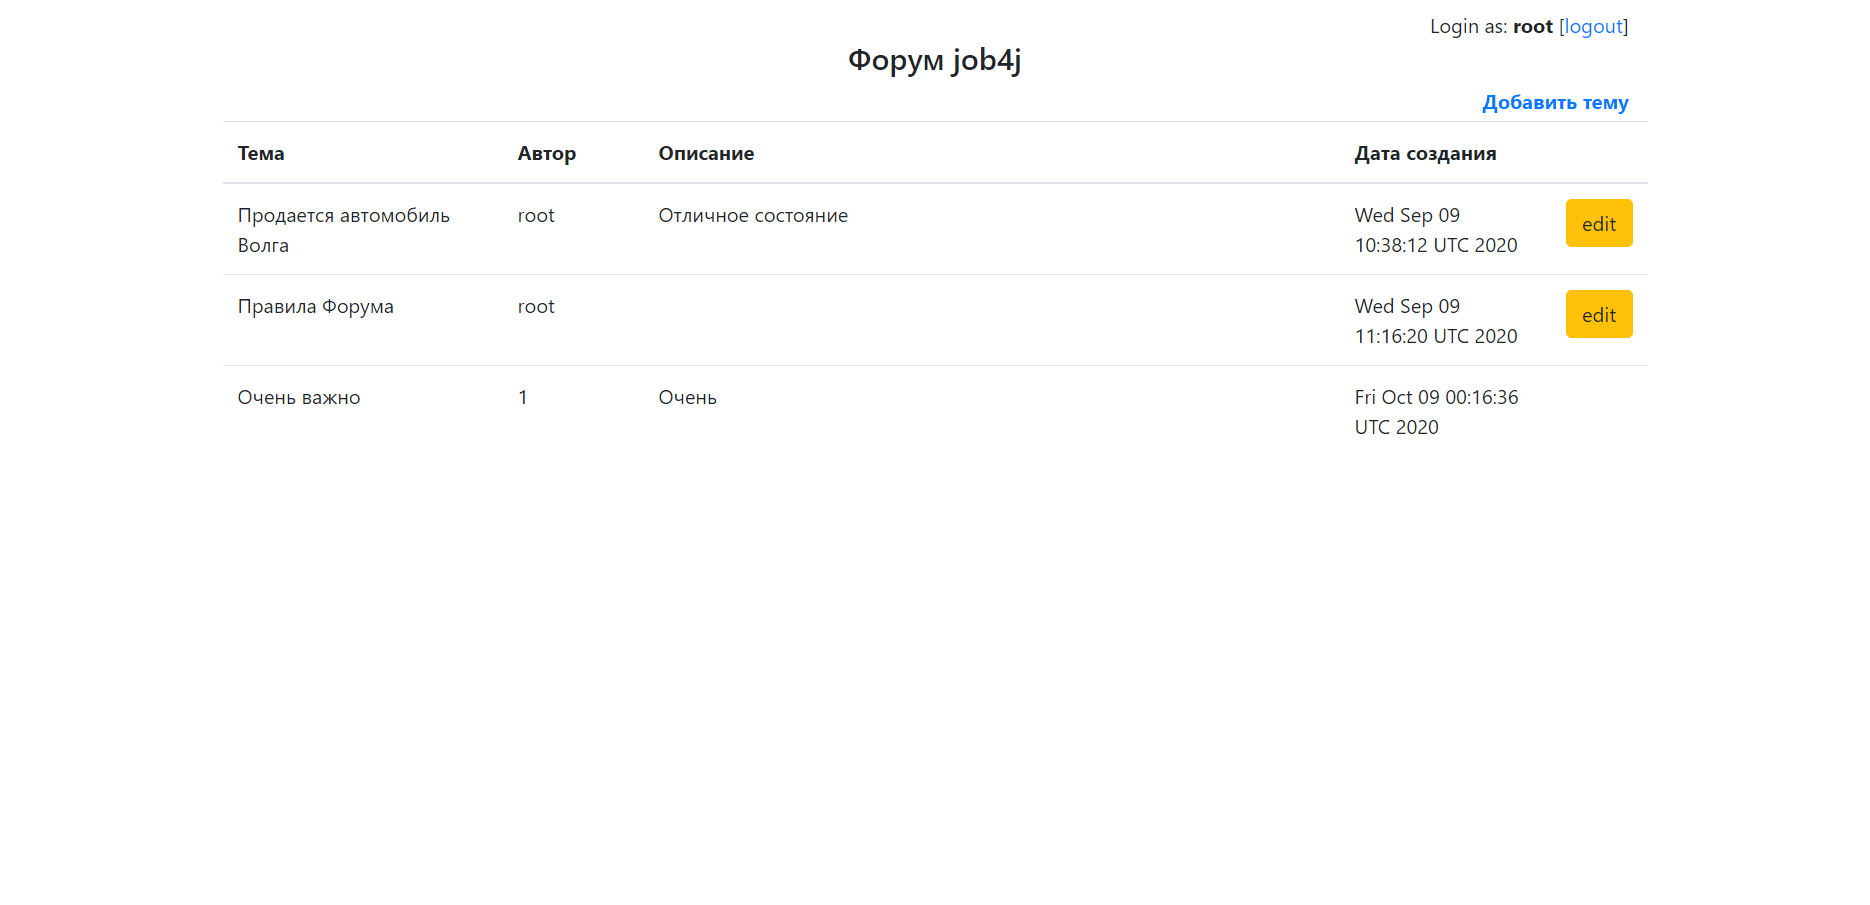 Login as: root [logout]
Форум job4j
Добавить тему
Тема Автор Описание Дата создания
Продается автомобиль root Отличное состояние Wed Sep 09 edit
Волга 10:38:12 UTC 2020
Правила Форума root Wed Sep 09 edit
11:16:20 UTC 2020
Очень важно 1 Очень Fri Oct 09 00:16:36
UTC 2020